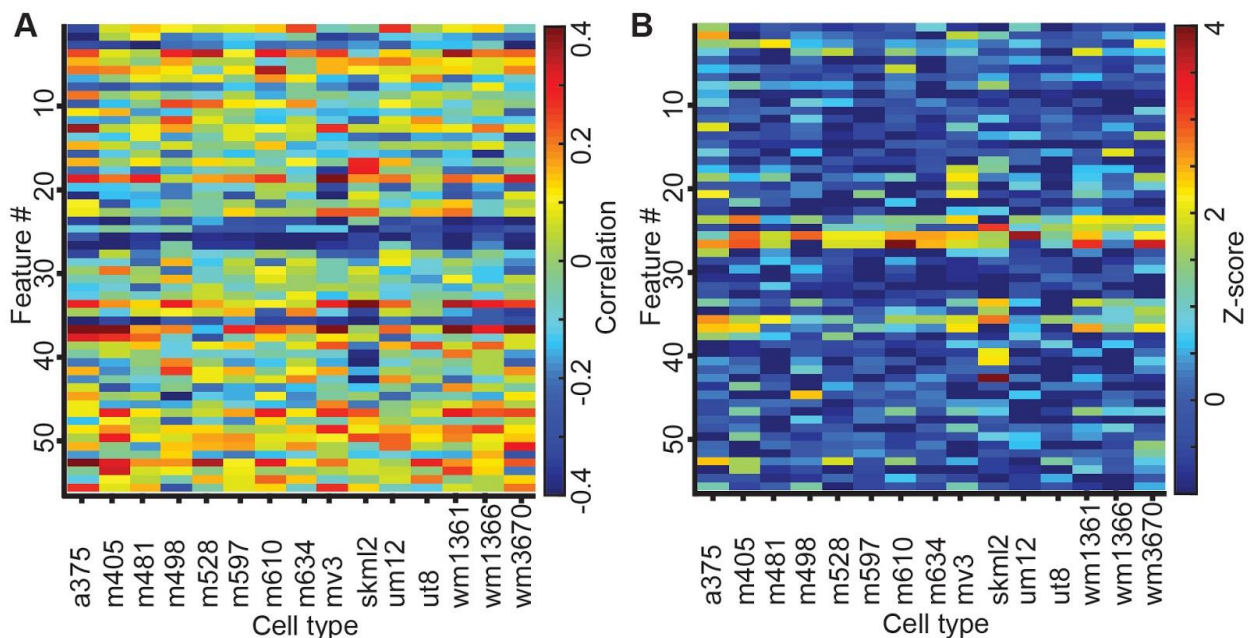 A
Feature #
10
20
30
40
50
a375
m405
m481
m498
m528
m597
m610
m634
mv3
skml2
um12
ut8
wm1361
wm1366
wm3670
Cell type
0.4
0.2
0
-0.2
-0.4
Correlation
B
Feature #
10
20
30
40
50
a375
m405
m481
m498
m528
m597
m610
m634
mv3
skml2
um12
ut8
wm1361
wm1366
wm3670
Cell type
4
2
0
Z-score